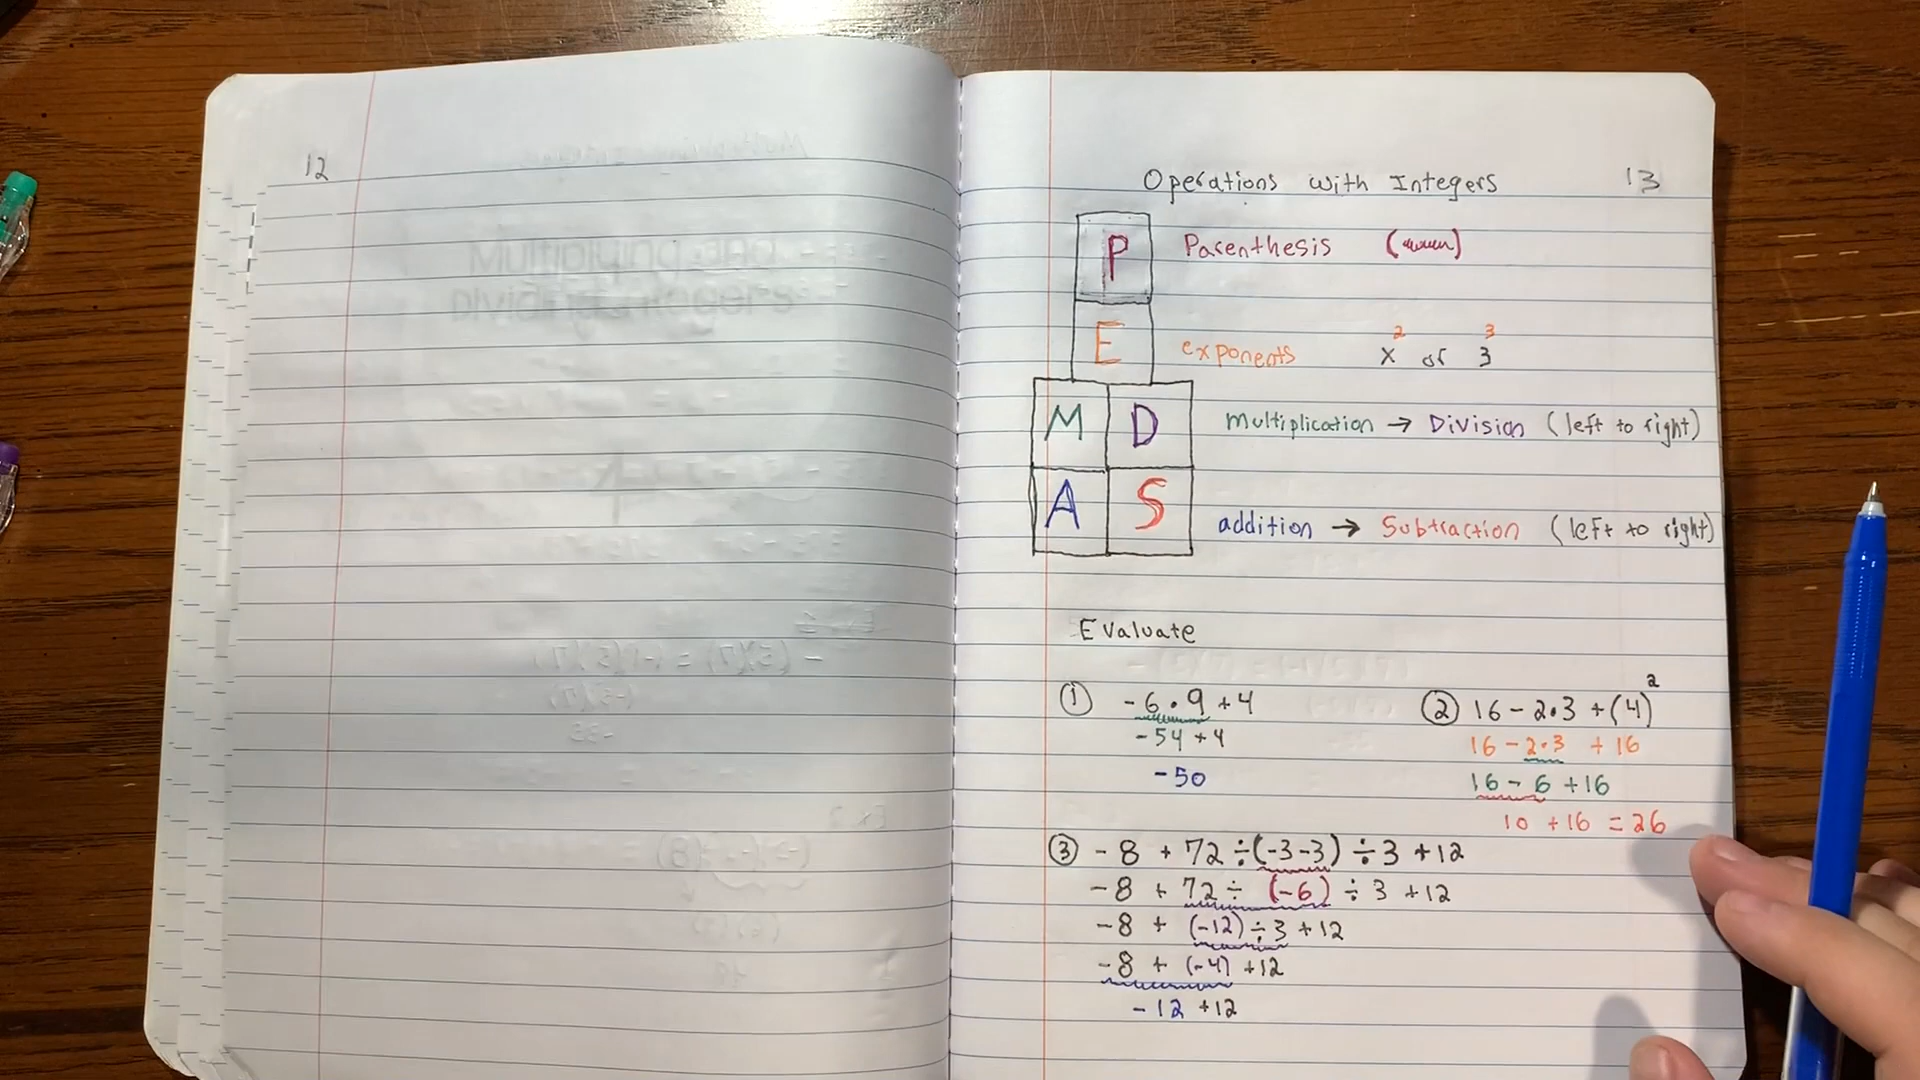 12
Operations with Integers 13
P Parenthesis ( )
E exponents x² or 3³
M D Multiplication → Division (left to right)
A S addition → Subtraction (left to right)
Evaluate
① -6•9+4
-54+4
-50
② 16-2•3+(4)²
16-2•3 +16
16-6+16
10 +16 =26
③ -8 + 72÷(-3-3) ÷3 +12
-8 + 72÷ (-6) ÷ 3 +12
-8 + (-12)÷3 +12
-8 + (-4) +12
-12 +12